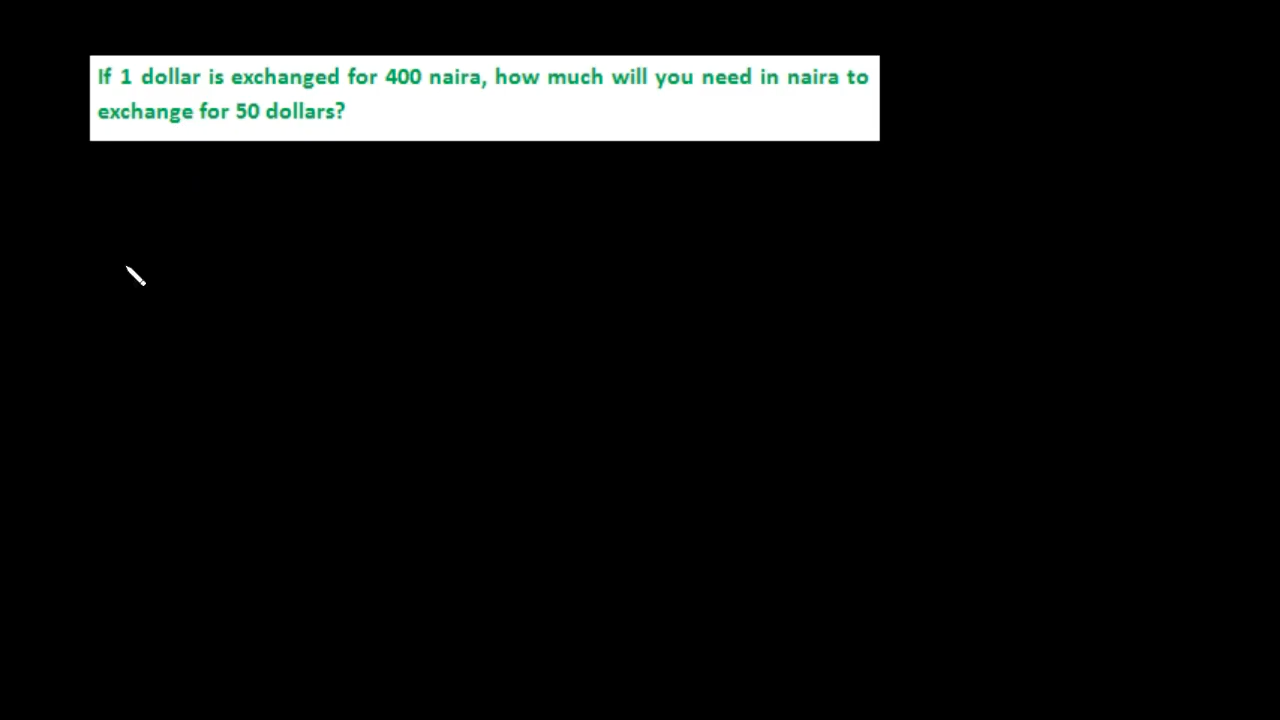 If 1 dollar is exchanged for 400 naira, how much will you need in naira to
exchange for 50 dollars?